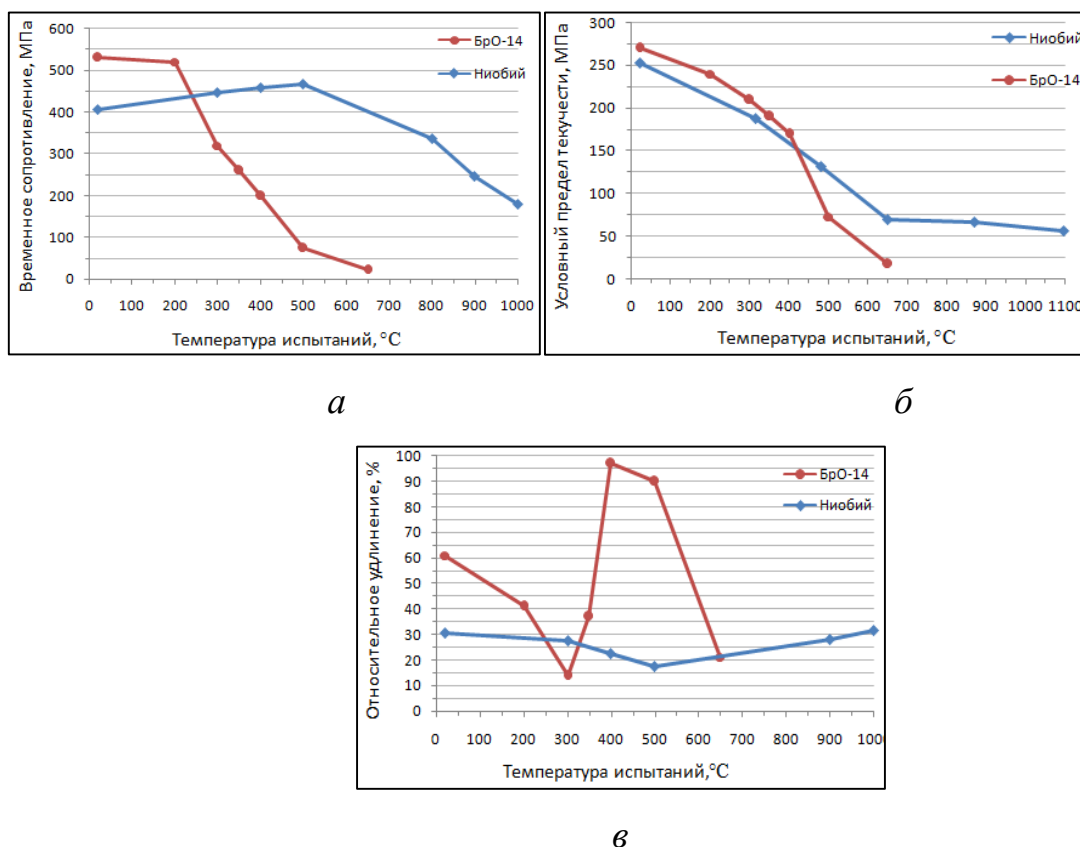 Временное сопротивление, МПа
600
500
400
300
200
100
0
0 100 200 300 400 500 600 700 800 900 1000
Температура испытаний, °С
БрО-14
Ниобий
а
Условный предел текучести, МПа
300
250
200
150
100
50
0
0 100 200 300 400 500 600 700 800 900 1000 1100
Температура испытаний, °С
Ниобий
БрО-14
б
Относительное удлинение, %
100
90
80
70
60
50
40
30
20
10
0
0 100 200 300 400 500 600 700 800 900 1000
Температура испытаний,°С
БрО-14
Ниобий
в